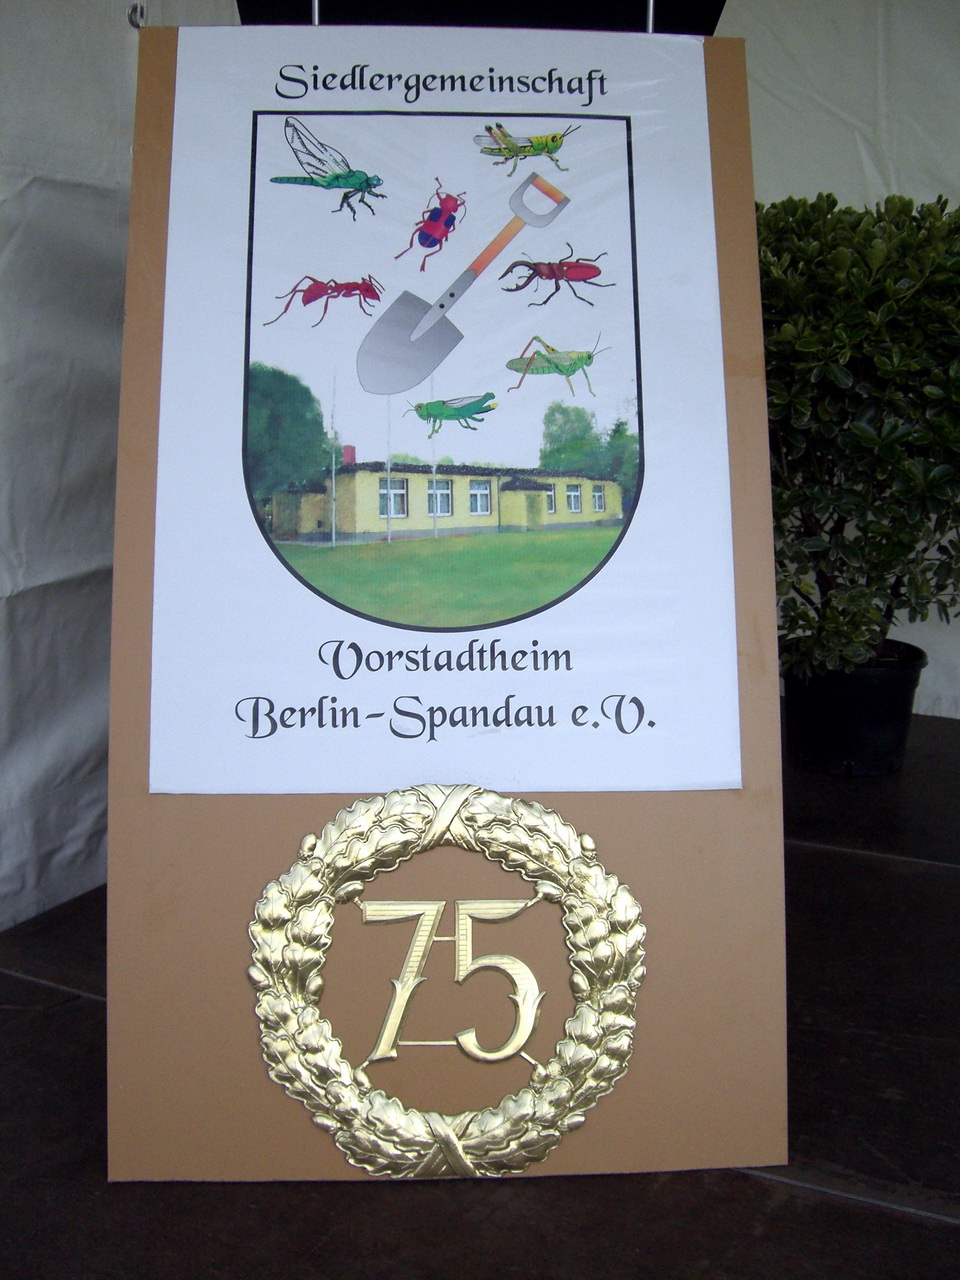 Siedlergemeinschaft
Vorstadtheim
Berlin-Spandau e.V.
75